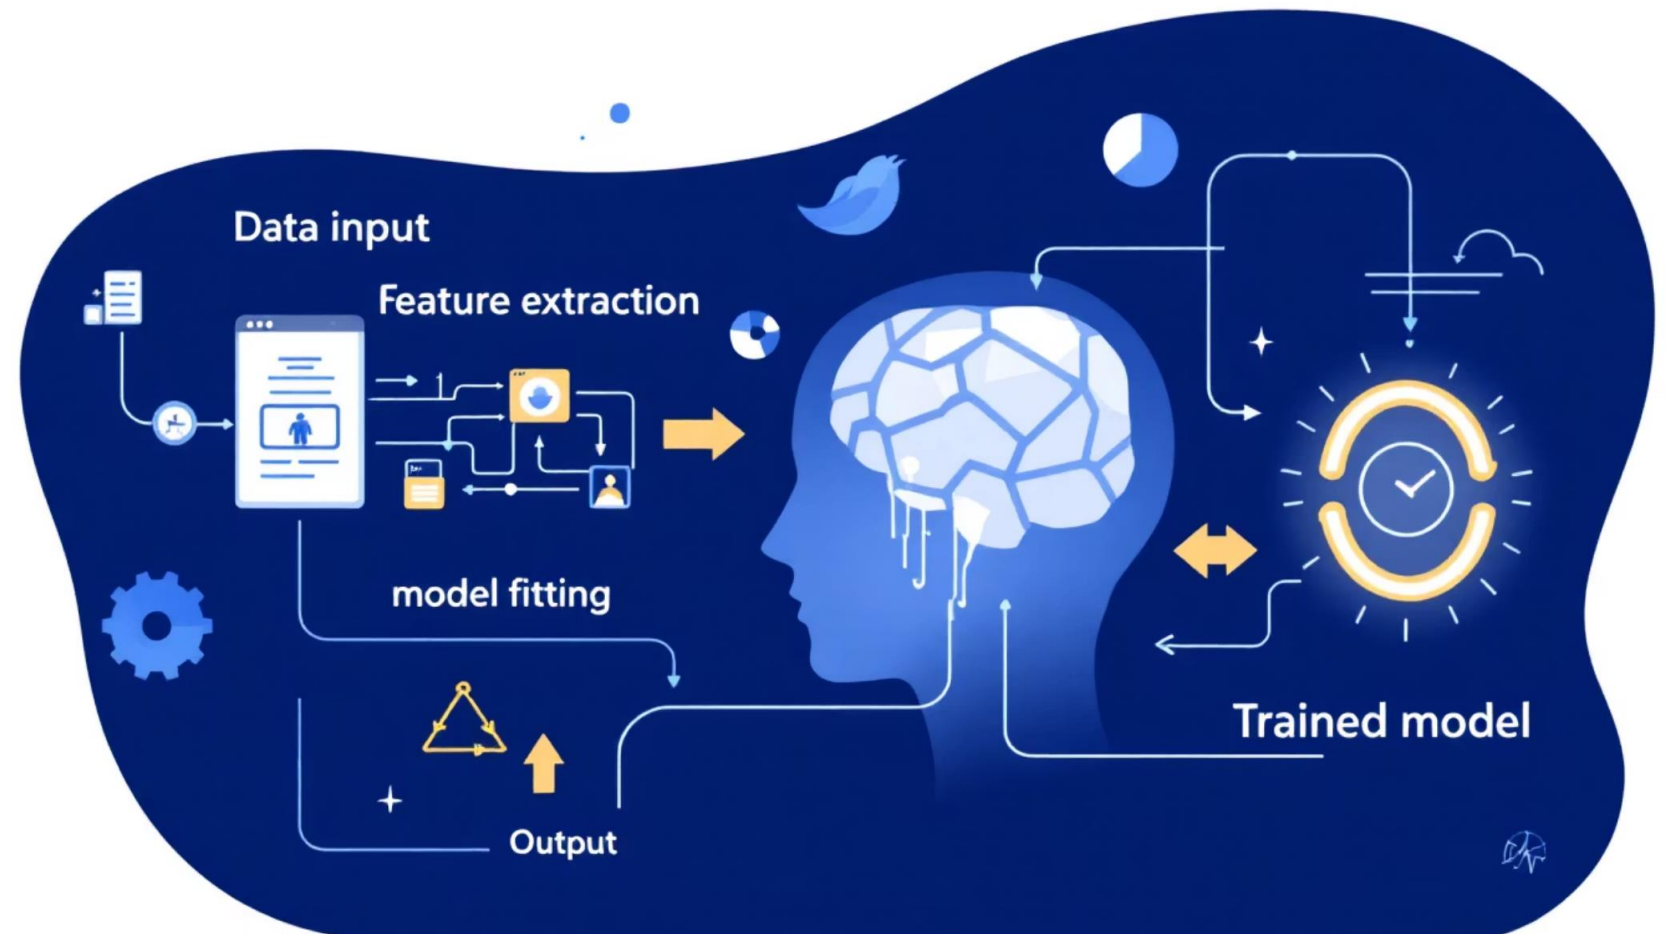 Data input
Feature extraction
model fitting
Trained model
Output